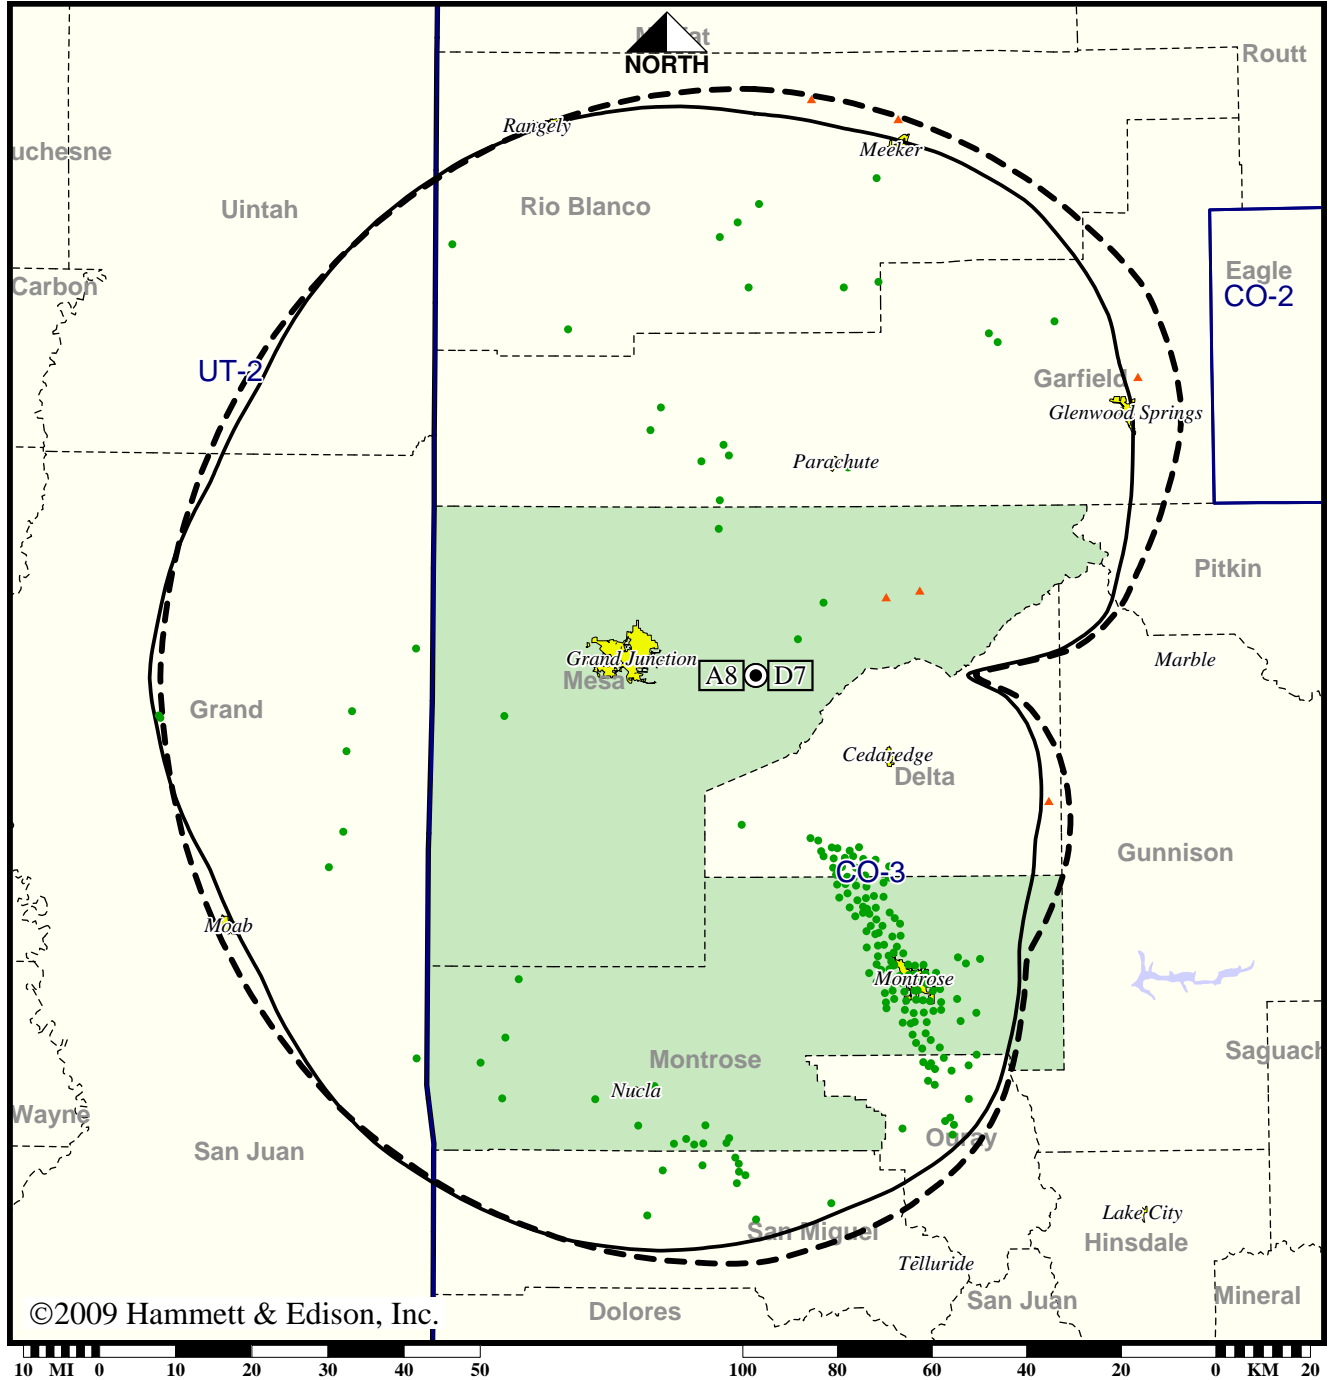 Moffat
NORTH
Routt
Rangely
Meeker
uchesne
Uintah
Rio Blanco
Carbon
Eagle
CO-2
UT-2
Garfield
Glenwood Springs
Parachute
Pitkin
Grand Junction
Marble
Mesa
A8
D7
Grand
Cedaredge
Delta
Gunnison
CO-3
Moab
Montrose
Saguach
Montrose
Nucla
Wayne
San Juan
Ouray
Lake City
San Miguel
Hinsdale
Telluride
Mineral
San Juan
Dolores
©2009 Hammett & Edison, Inc.
10 MI 0 10 20 30 40 50 100 80 60 40 20 0 KM 20